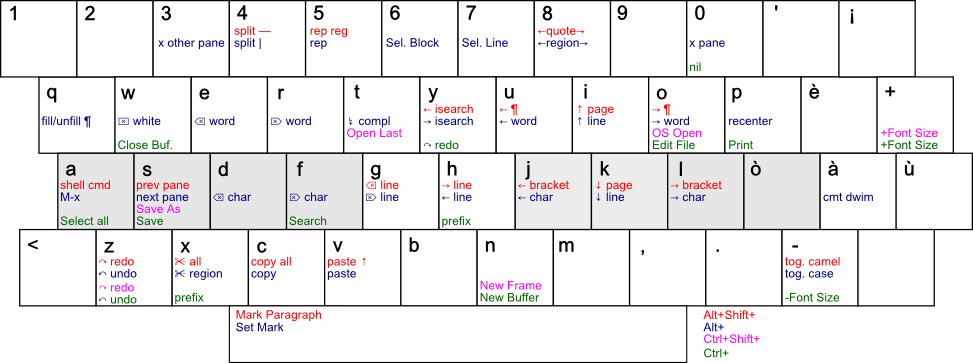 1
2
3
x other pane
4
split —
split |
5
rep reg
rep
6
Sel. Block
7
Sel. Line
8
←quote→
←region→
9
0
x pane
nil
'
¡
q
fill/unfill ¶
w
⌧ white
Close Buf.
e
⌫ word
r
⌦ word
t
↯ compl
Open Last
y
← isearch
→ isearch
↷ redo
u
← ¶
← word
i
↑ page
↑ line
o
→ ¶
→ word
OS Open
Edit File
p
recenter
Print
è
+
+Font Size
+Font Size
a
shell cmd
M-x
Select all
s
prev pane
next pane
Save As
Save
d
⌫ char
f
⌦ char
Search
g
⌫ line
⌦ line
h
→ line
← line
prefix
j
← bracket
← char
k
↓ page
↓ line
l
→ bracket
→ char
ò
à
cmt dwim
ù
<
z
↷ redo
↶ undo
↷ redo
↶ undo
x
✂ all
✂ region
prefix
c
copy all
copy
v
paste ↑
paste
b
n
New Frame
New Buffer
m
,
.
-
tog. camel
tog. case
-Font Size
Mark Paragraph
Set Mark
Alt+Shift+
Alt+
Ctrl+Shift+
Ctrl+